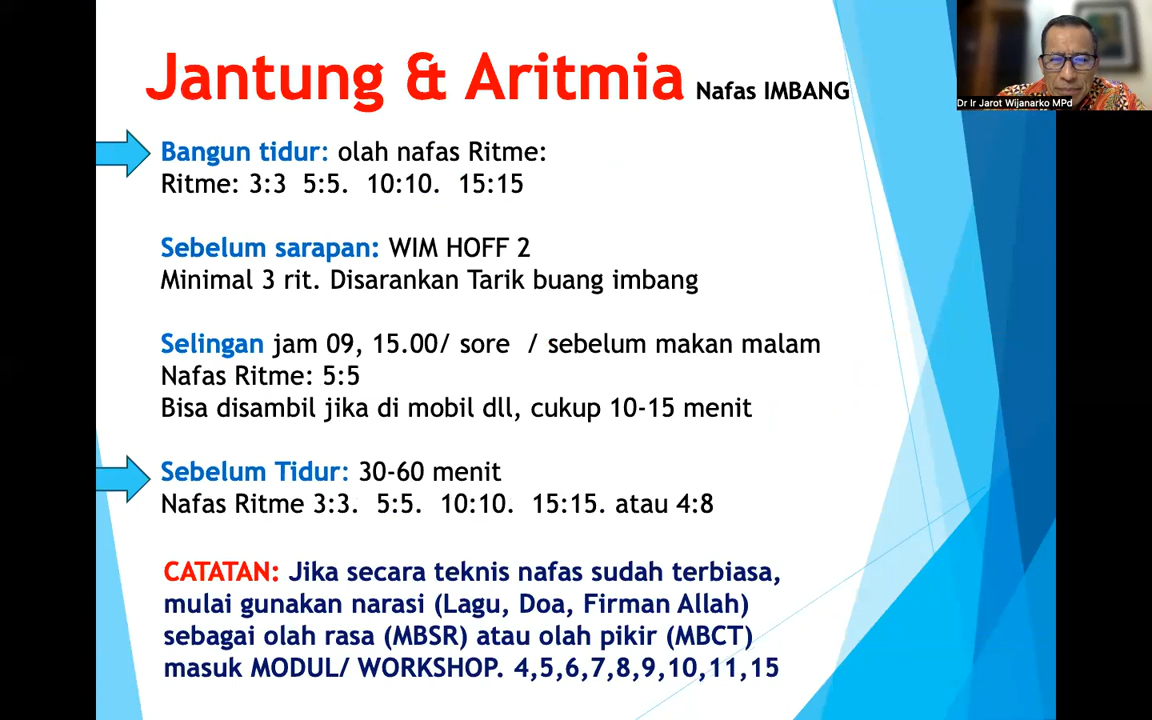 Jantung & Aritmia Nafas IMBANG
Dr Ir Jarot Wijanarko MPd
Bangun tidur: olah nafas Ritme:
Ritme: 3:3 5:5. 10:10. 15:15
Sebelum sarapan: WIM HOFF 2
Minimal 3 rit. Disarankan Tarik buang imbang
Selingan jam 09, 15.00/ sore / sebelum makan malam
Nafas Ritme: 5:5
Bisa disambil jika di mobil dll, cukup 10-15 menit
Sebelum Tidur: 30-60 menit
Nafas Ritme 3:3. 5:5. 10:10. 15:15. atau 4:8
CATATAN: Jika secara teknis nafas sudah terbiasa,
mulai gunakan narasi (Lagu, Doa, Firman Allah)
sebagai olah rasa (MBSR) atau olah pikir (MBCT)
masuk MODUL/ WORKSHOP. 4,5,6,7,8,9,10,11,15